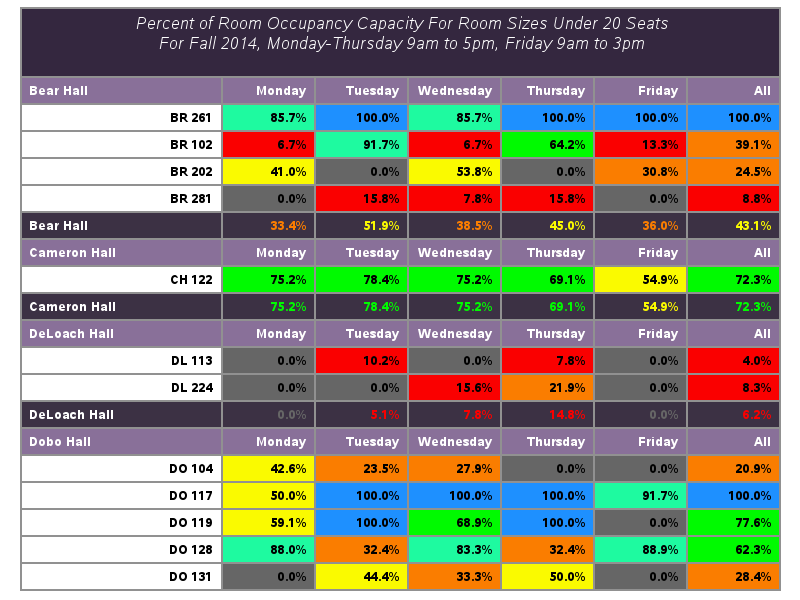 Percent of Room Occupancy Capacity For Room Sizes Under 20 Seats
For Fall 2014, Monday-Thursday 9am to 5pm, Friday 9am to 3pm
Bear Hall Monday Tuesday Wednesday Thursday Friday All
BR 261 85.7% 100.0% 85.7% 100.0% 100.0% 100.0%
BR 102 6.7% 91.7% 6.7% 64.2% 13.3% 39.1%
BR 202 41.0% 0.0% 53.8% 0.0% 30.8% 24.5%
BR 281 0.0% 15.8% 7.8% 15.8% 0.0% 8.8%
Bear Hall 33.4% 51.9% 38.5% 45.0% 36.0% 43.1%
Cameron Hall Monday Tuesday Wednesday Thursday Friday All
CH 122 75.2% 78.4% 75.2% 69.1% 54.9% 72.3%
Cameron Hall 75.2% 78.4% 75.2% 69.1% 54.9% 72.3%
DeLoach Hall Monday Tuesday Wednesday Thursday Friday All
DL 113 0.0% 10.2% 0.0% 7.8% 0.0% 4.0%
DL 224 0.0% 0.0% 15.6% 21.9% 0.0% 8.3%
DeLoach Hall 0.0% 5.1% 7.8% 14.8% 0.0% 6.2%
Dobo Hall Monday Tuesday Wednesday Thursday Friday All
DO 104 42.6% 23.5% 27.9% 0.0% 0.0% 20.9%
DO 117 50.0% 100.0% 100.0% 100.0% 91.7% 100.0%
DO 119 59.1% 100.0% 68.9% 100.0% 0.0% 77.6%
DO 128 88.0% 32.4% 83.3% 32.4% 88.9% 62.3%
DO 131 0.0% 44.4% 33.3% 50.0% 0.0% 28.4%